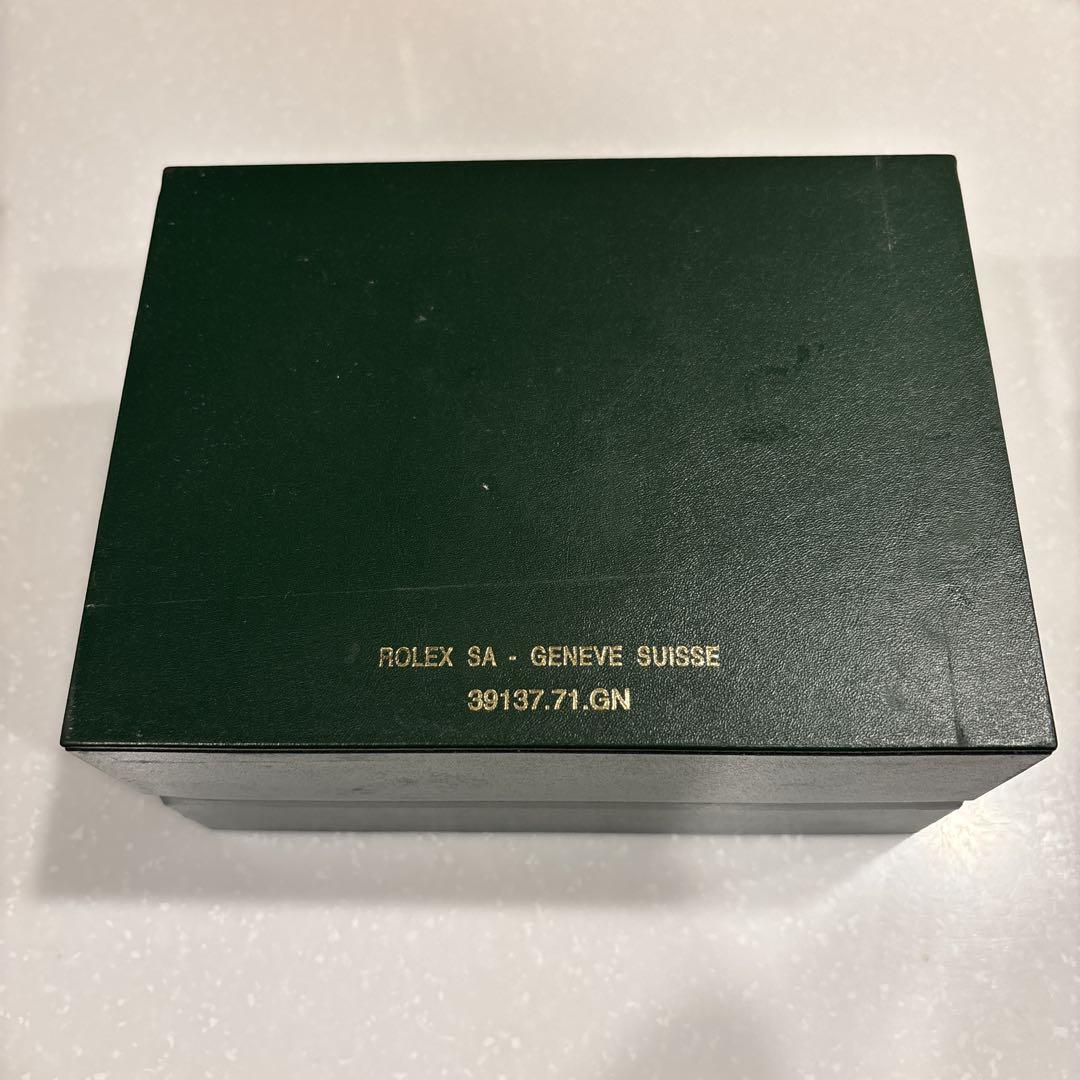 ROLEX SA - GENEVE SUISSE
39137.71.GN